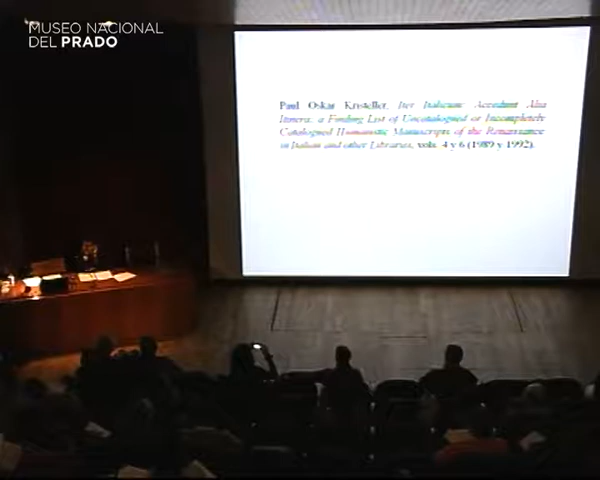 MUSEO NACIONAL
DEL PRADO
Paul Oskar Kristeller, Iter Italicum: Accedunt Alia
Itinera: a Finding List of Uncatalogued or Incompletely
Catalogued Humanistic Manuscripts of the Renaissance
in Italian and other Libraries, vols. 4 y 6 (1989 y 1992).